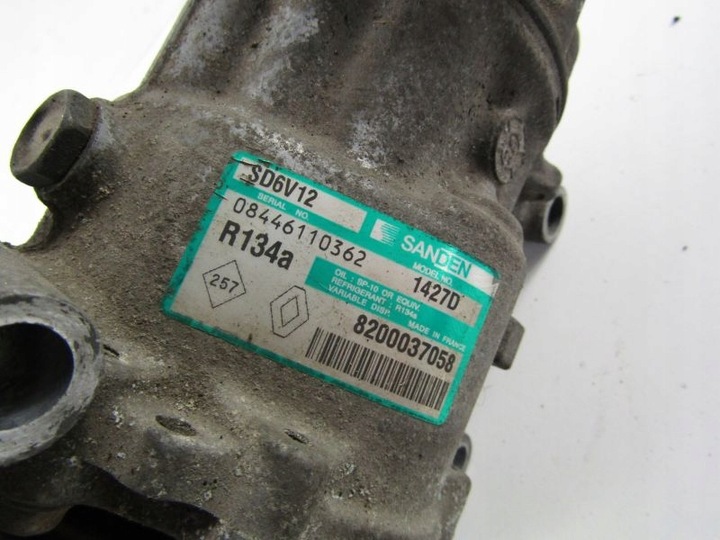 SD6V12
SERIAL NO.
08446110362
SANDEN
MODEL NO.
1427D
R134a
OIL : SP-10 OR EQUIV
REFRIGERANT : R134a
VARIABLE DISP. MADE IN FRANCE
257
8200037058